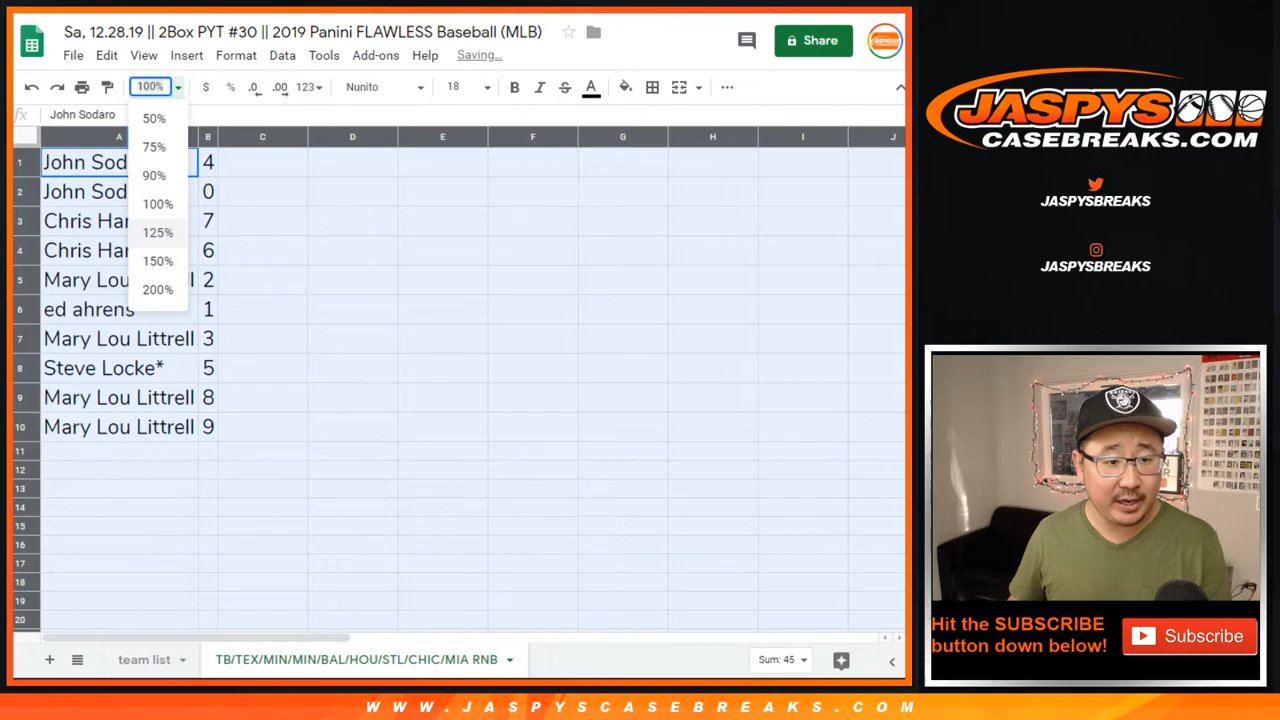 Sa, 12.28.19 || 2Box PYT #30 || 2019 Panini FLAWLESS Baseball (MLB)
File Edit View Insert Format Data Tools Add-ons Help Saving...
Share
100% $ % .0 .00 123 Nunito 18 B I S A ...
fx John Sodaro
A B C D E F G H I J
50%
75%
90%
100%
125%
150%
200%
1 John Sod 4
2 John Sod 0
3 Chris Har 7
4 Chris Har 6
5 Mary Lou l 2
6 ed ahrens 1
7 Mary Lou Littrell 3
8 Steve Locke* 5
9 Mary Lou Littrell 8
10 Mary Lou Littrell 9
11
12
13
14
15
16
17
18
19
20
+ team list TB/TEX/MIN/MIN/BAL/HOU/STL/CHIC/MIA RNB Sum: 45
JASPYS
CASEBREAKS.COM
JASPYSBREAKS
JASPYSBREAKS
RAIDERS
Hit the SUBSCRIBE
button down below!
Subscribe
WWW.JASPYSCASEBREAKS.COM